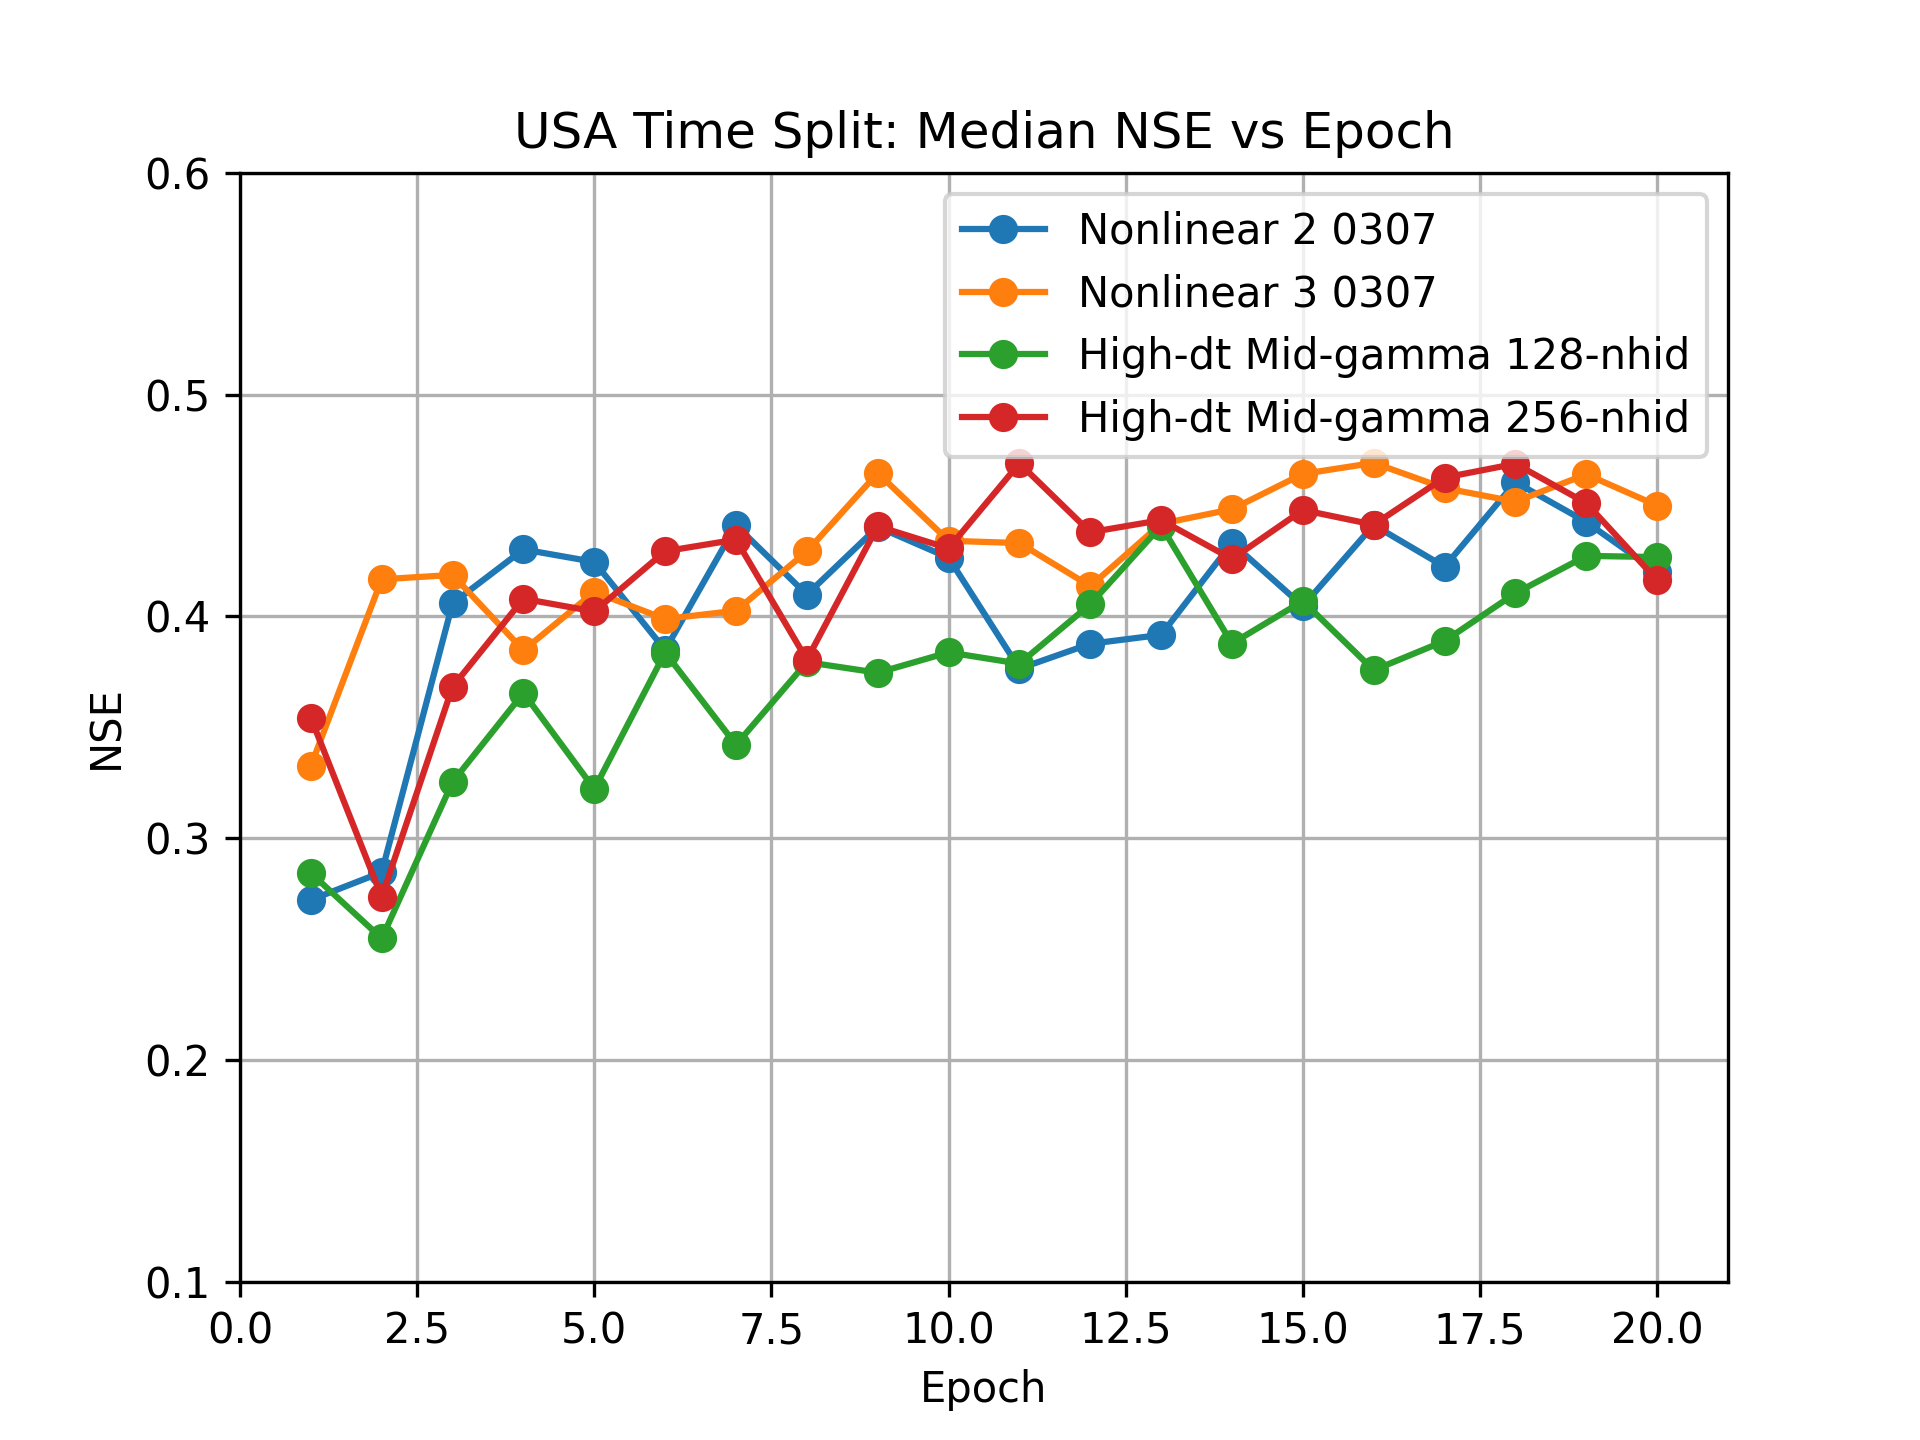 USA Time Split: Median NSE vs Epoch
0.6
0.5
0.4
0.3
0.2
0.1
NSE
Nonlinear 2 0307
Nonlinear 3 0307
High-dt Mid-gamma 128-nhid
High-dt Mid-gamma 256-nhid
0.0 2.5 5.0 7.5 10.0 12.5 15.0 17.5 20.0
Epoch